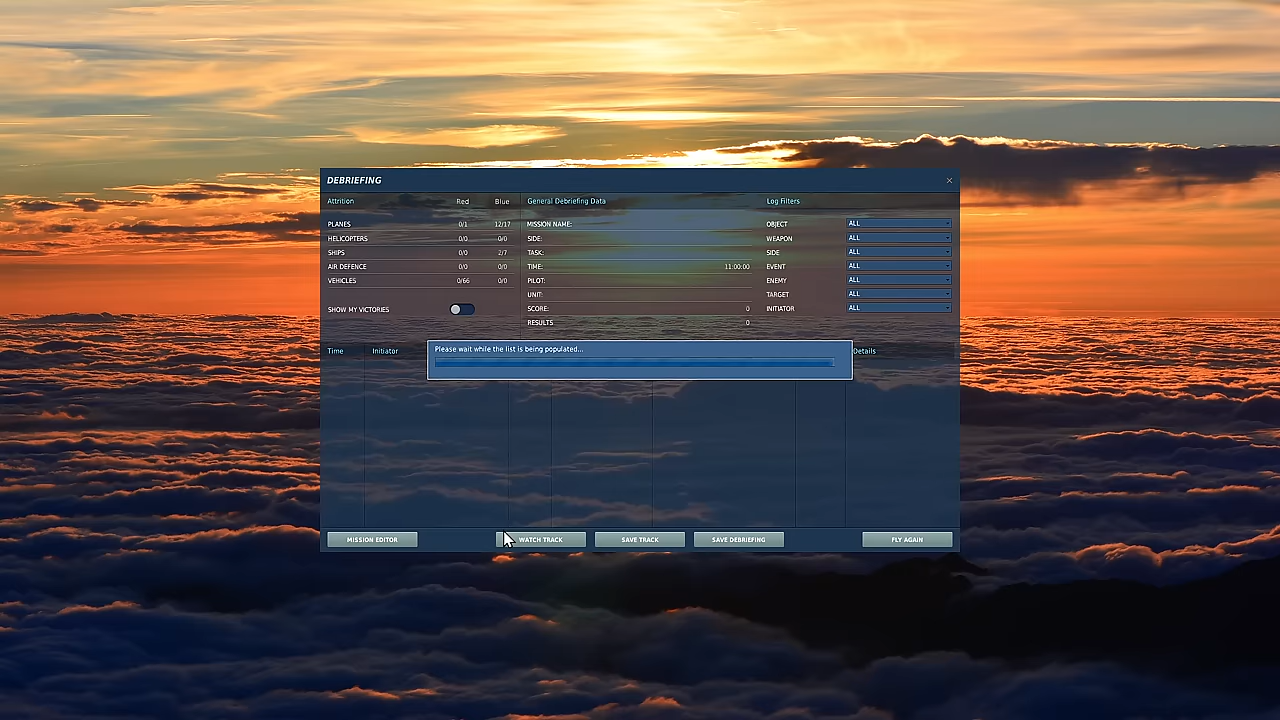 DEBRIEFING
Attrition Red Blue General Debriefing Data Log Filters
PLANES 0/1 12/17 MISSION NAME: OBJECT ALL
HELICOPTERS 0/0 0/0 SIDE: WEAPON ALL
SHIPS 0/0 2/7 TASK: SIDE ALL
AIR DEFENCE 0/0 0/0 TIME: 11:00:00 EVENT ALL
VEHICLES 0/66 0/0 PILOT: ENEMY ALL
UNIT: TARGET ALL
SHOW MY VICTORIES SCORE: 0 INITIATOR ALL
RESULTS 0
Please wait while the list is being populated...
Time Initiator Details
MISSION EDITOR WATCH TRACK SAVE TRACK SAVE DEBRIEFING FLY AGAIN